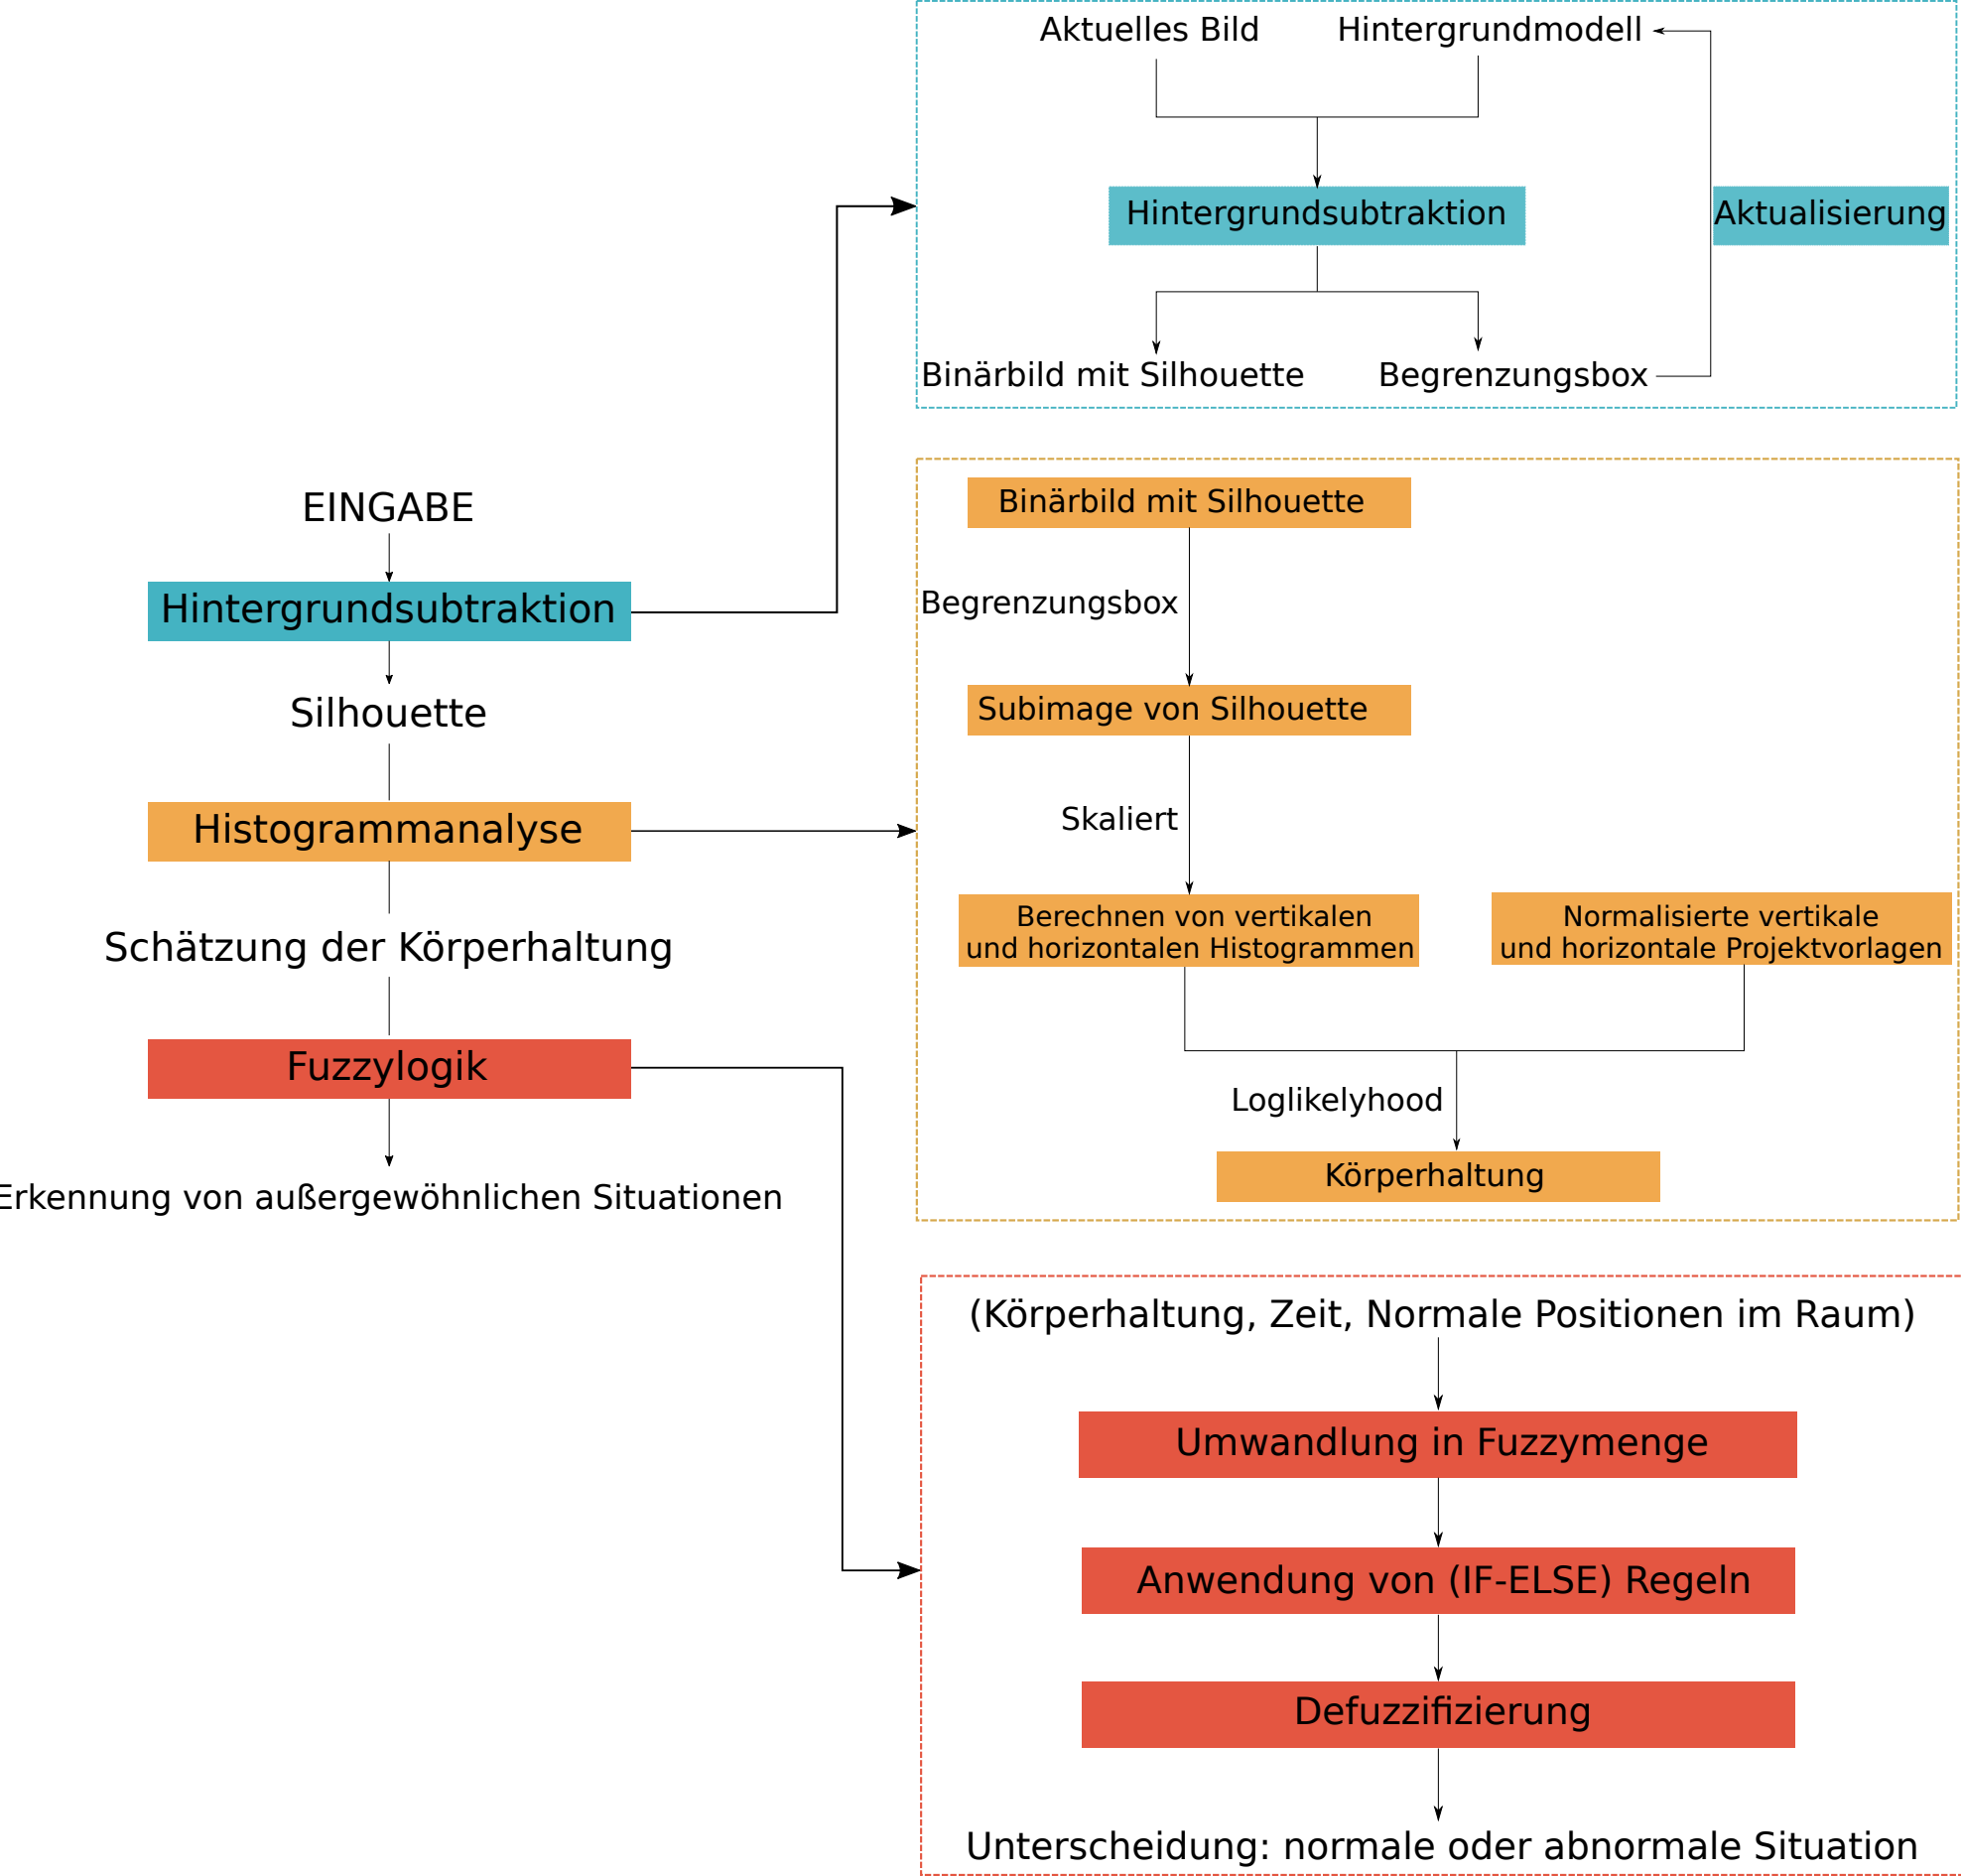 EINGABE
Hintergrundsubtraktion
Silhouette
Histogrammanalyse
Schätzung der Körperhaltung
Fuzzylogik
Erkennung von außergewöhnlichen Situationen
Aktuelles Bild
Hintergrundmodell
Hintergrundsubtraktion
Aktualisierung
Binärbild mit Silhouette
Begrenzungsbox
Binärbild mit Silhouette
Begrenzungsbox
Subimage von Silhouette
Skaliert
Berechnen von vertikalen
und horizontalen Histogrammen
Normalisierte vertikale
und horizontale Projektvorlagen
Loglikelyhood
Körperhaltung
(Körperhaltung, Zeit, Normale Positionen im Raum)
Umwandlung in Fuzzymenge
Anwendung von (IF-ELSE) Regeln
Defuzzifizierung
Unterscheidung: normale oder abnormale Situation